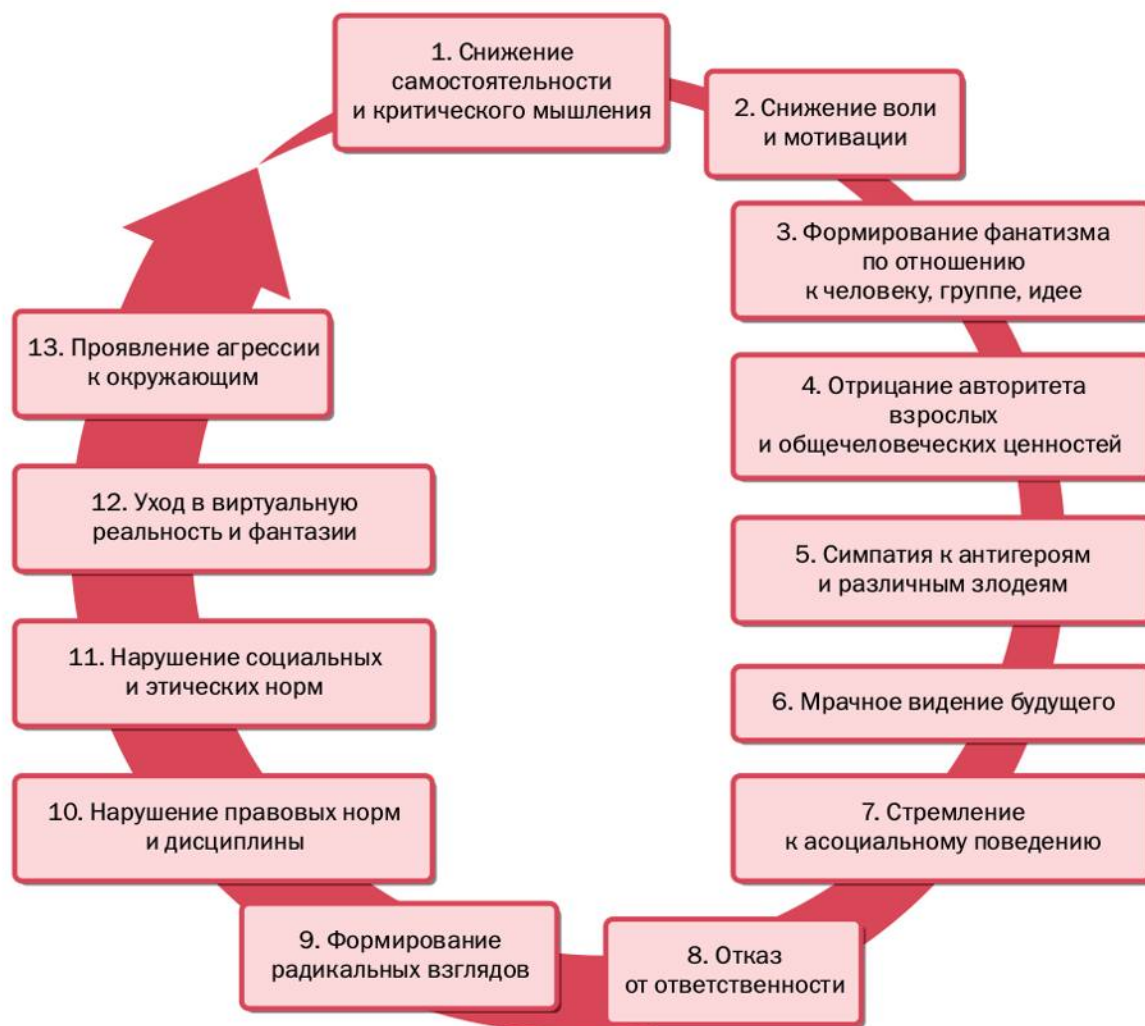 1. Снижение
самостоятельности
и критического мышления
2. Снижение воли
и мотивации
3. Формирование фанатизма
по отношению
к человеку, группе, идее
4. Отрицание авторитета
взрослых
и общечеловеческих ценностей
5. Симпатия к антигероям
и различным злодеям
6. Мрачное видение будущего
7. Стремление
к асоциальному поведению
8. Отказ
от ответственности
9. Формирование
радикальных взглядов
10. Нарушение правовых норм
и дисциплины
11. Нарушение социальных
и этических норм
12. Уход в виртуальную
реальность и фантазии
13. Проявление агрессии
к окружающим